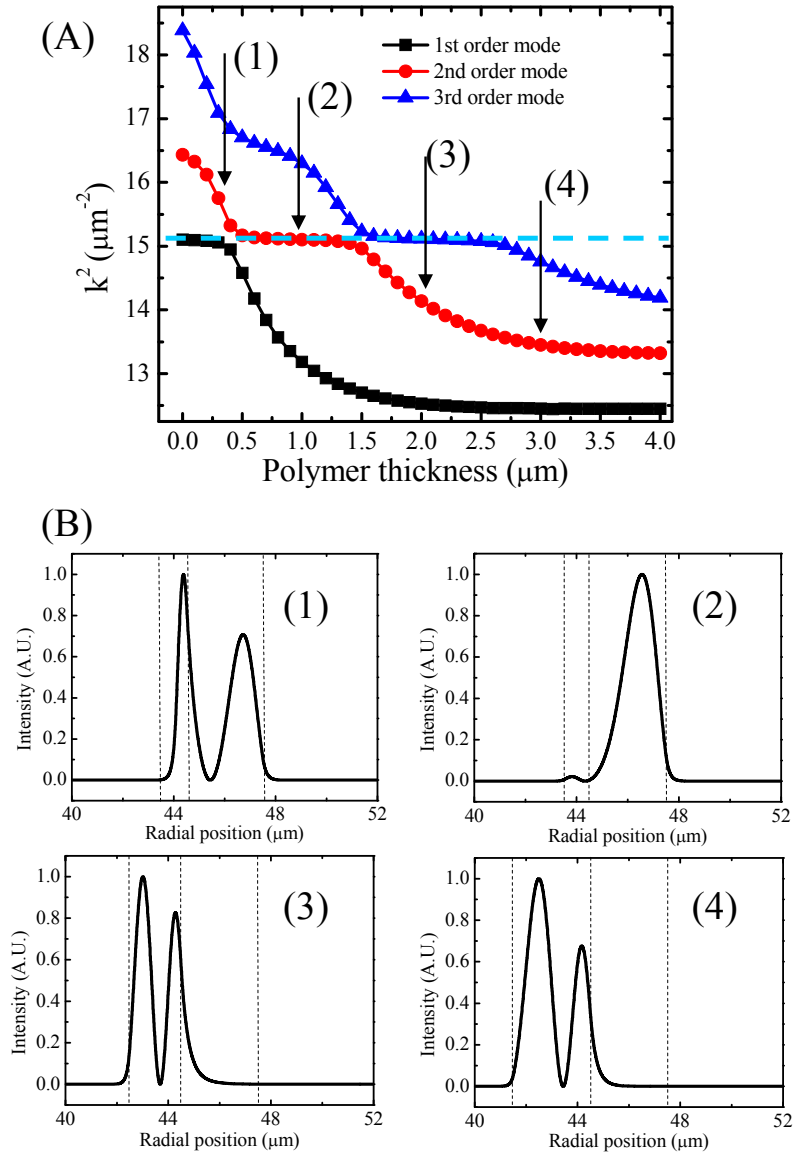 (A)
18
17
16
15
14
13
k² (μm⁻²)
1st order mode
2nd order mode
3rd order mode
(1)
(2)
(3)
(4)
0.0 0.5 1.0 1.5 2.0 2.5 3.0 3.5 4.0
Polymer thickness (μm)
(B)
1.0
0.8
0.6
0.4
0.2
0.0
Intensity (A.U.)
(1)
40 44 48 52
Radial position (μm)
1.0
0.8
0.6
0.4
0.2
0.0
Intensity (A.U.)
(2)
40 44 48 52
Radial position (μm)
1.0
0.8
0.6
0.4
0.2
0.0
Intensity (A.U.)
(3)
40 44 48 52
Radial position (μm)
1.0
0.8
0.6
0.4
0.2
0.0
Intensity (A.U.)
(4)
40 44 48 52
Radial position (μm)